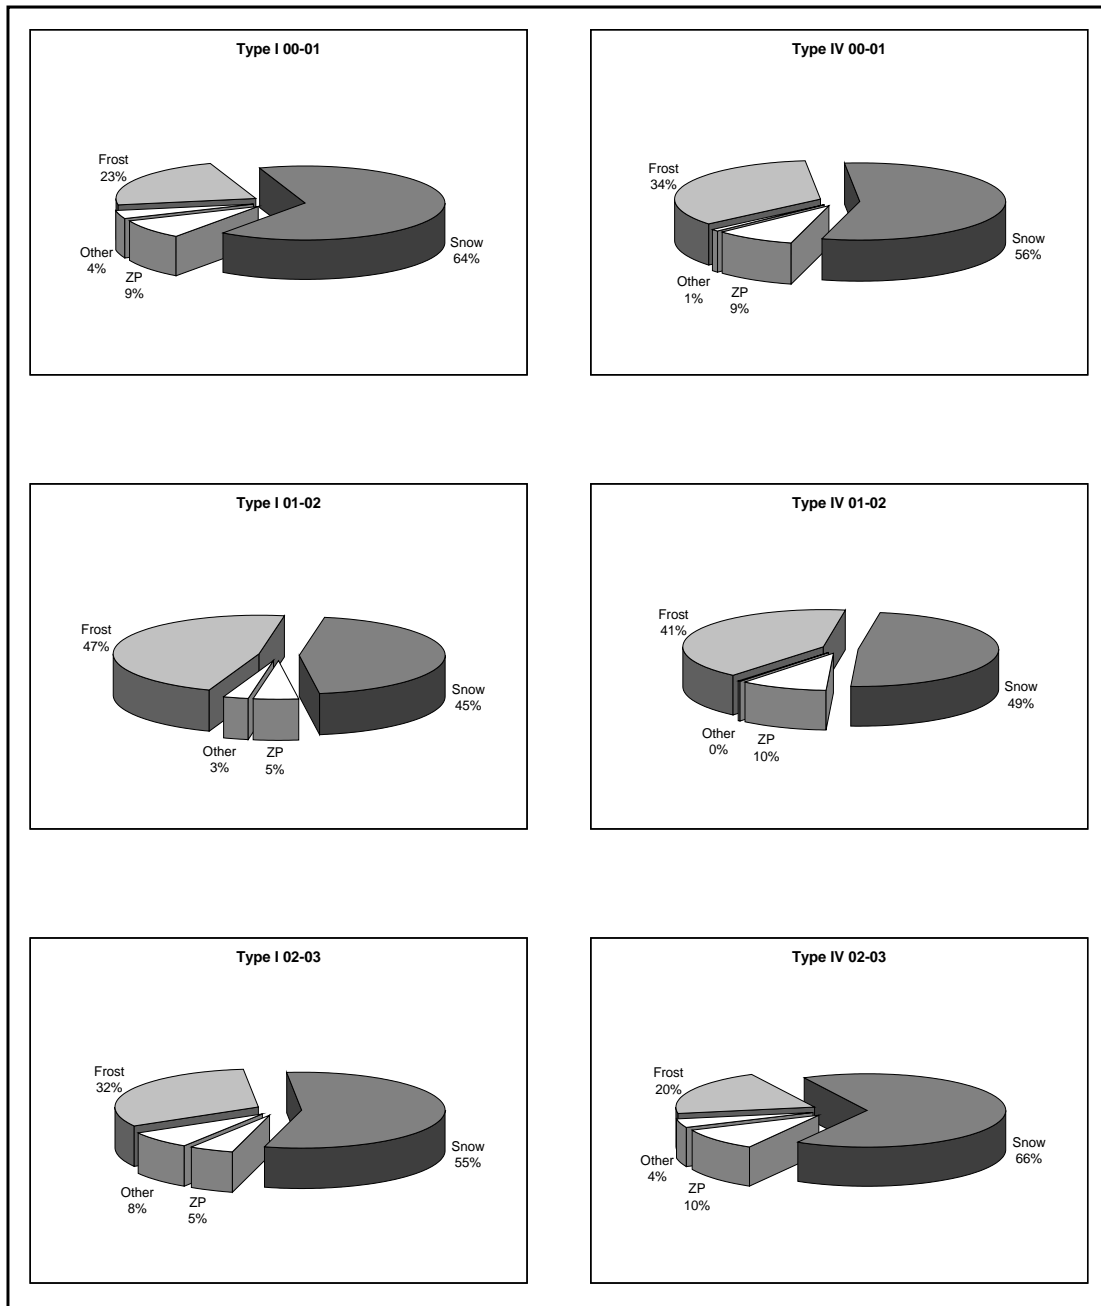 Type I 00-01
Frost
23%
Other
4%
ZP
9%
Snow
64%
Type IV 00-01
Frost
34%
Other
1%
ZP
9%
Snow
56%
Type I 01-02
Frost
47%
Other
3%
ZP
5%
Snow
45%
Type IV 01-02
Frost
41%
Other
0%
ZP
10%
Snow
49%
Type I 02-03
Frost
32%
Other
8%
ZP
5%
Snow
55%
Type IV 02-03
Frost
20%
Other
4%
ZP
10%
Snow
66%